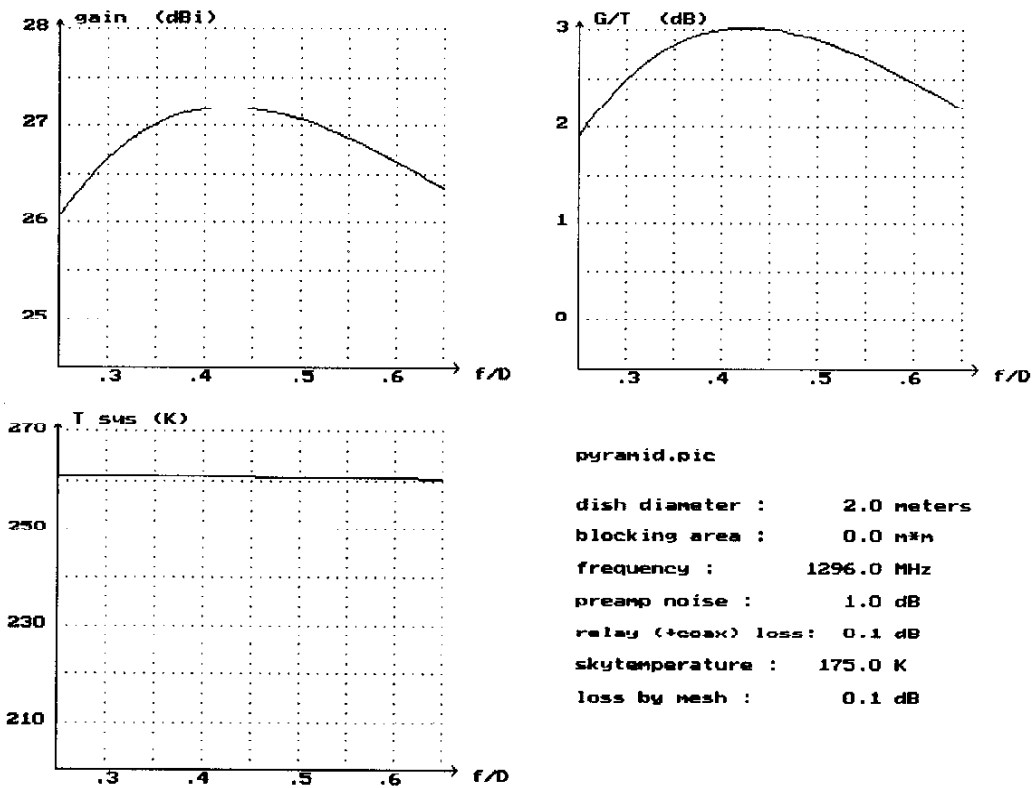 gain (dBi)
28
27
26
25
.3 .4 .5 .6 f/D
G/T (dB)
3
2
1
0
.3 .4 .5 .6 f/D
T sys (K)
270
250
230
210
.3 .4 .5 .6 f/D
pyramid.pic
dish diameter : 2.0 meters
blocking area : 0.0 m*m
frequency : 1296.0 MHz
preamp noise : 1.0 dB
relay (+coax) loss: 0.1 dB
skytemperature : 175.0 K
loss by mesh : 0.1 dB